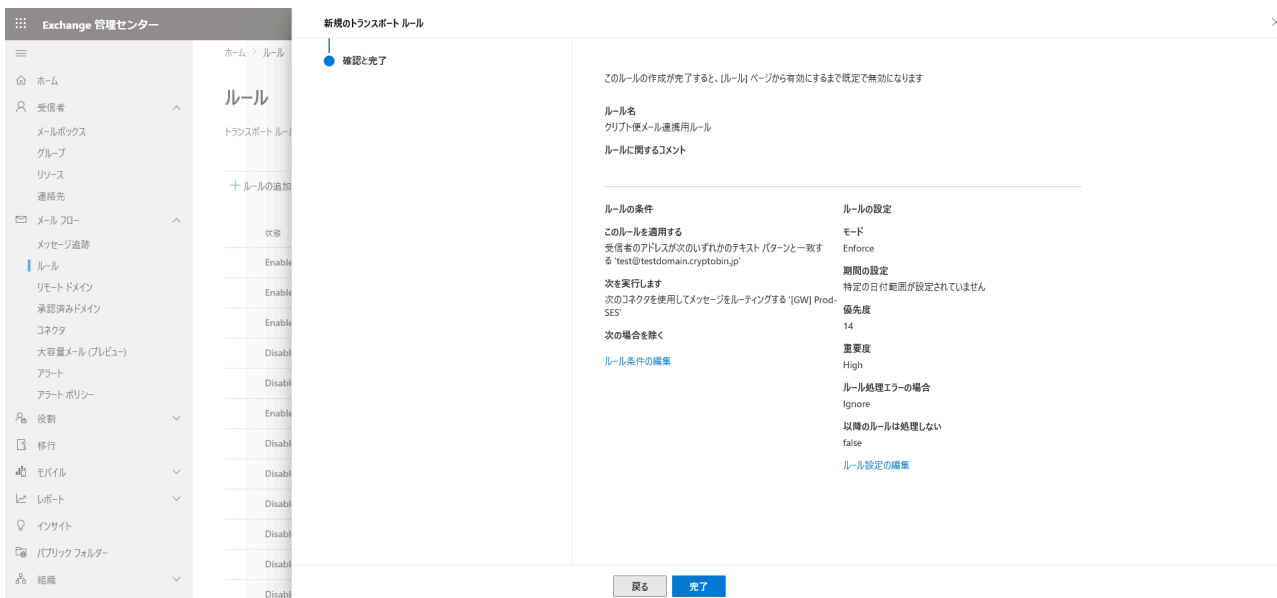 Exchange 管理センター
ホーム
受信者
メールボックス
グループ
リソース
連絡先
メール フロー
メッセージ追跡
ルール
リモート ドメイン
承認済みドメイン
コネクタ
大容量メール (プレビュー)
アラート
アラート ポリシー
役割
移行
モバイル
レポート
インサイト
パブリック フォルダー
組織
ホーム > ルール
ルール
トランスポート ルー
ルールの追加
状態
Enable
Enable
Enable
Disabl
Disabl
Enable
Disabl
Disabl
Disabl
Disabl
Disabl
Disabl
新規のトランスポート ルール
確認と完了
このルールの作成が完了すると、[ルール] ページから有効にするまで既定で無効になります
ルール名
クリプト便メール連携用ルール
ルールに関するコメント
ルールの条件
このルールを適用する
受信者のアドレスが次のいずれかのテキスト パターンと一致す
る 'test@testdomain.cryptobin.jp'
次を実行します
次のコネクタを使用してメッセージをルーティングする '[GW] Prod-
SES'
次の場合を除く
ルール条件の編集
ルールの設定
モード
Enforce
期間の設定
特定の日付範囲が設定されていません
優先度
14
重要度
High
ルール処理エラーの場合
Ignore
以降のルールは処理しない
false
ルール設定の編集
戻る
完了